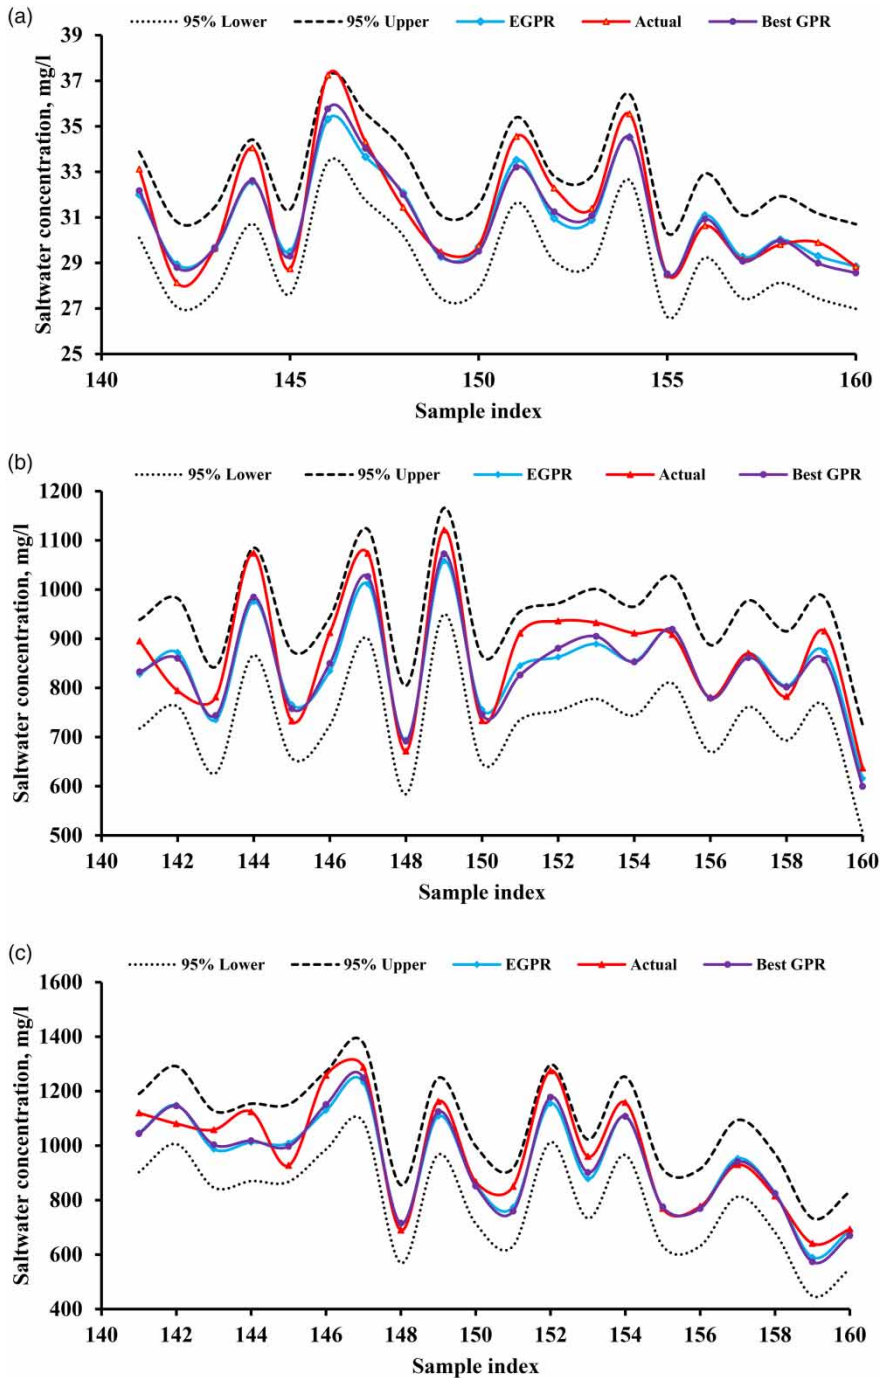 (a)
95% Lower 95% Upper EGPR Actual Best GPR
39
37
35
33
31
29
27
25
Saltwater concentration, mg/l
140 145 150 155 160
Sample index
(b)
95% Lower 95% Upper EGPR Actual Best GPR
1200
1100
1000
900
800
700
600
500
Saltwater concentration, mg/l
140 142 144 146 148 150 152 154 156 158 160
Sample index
(c)
95% Lower 95% Upper EGPR Actual Best GPR
1600
1400
1200
1000
800
600
400
Saltwater concentration, mg/l
140 142 144 146 148 150 152 154 156 158 160
Sample index